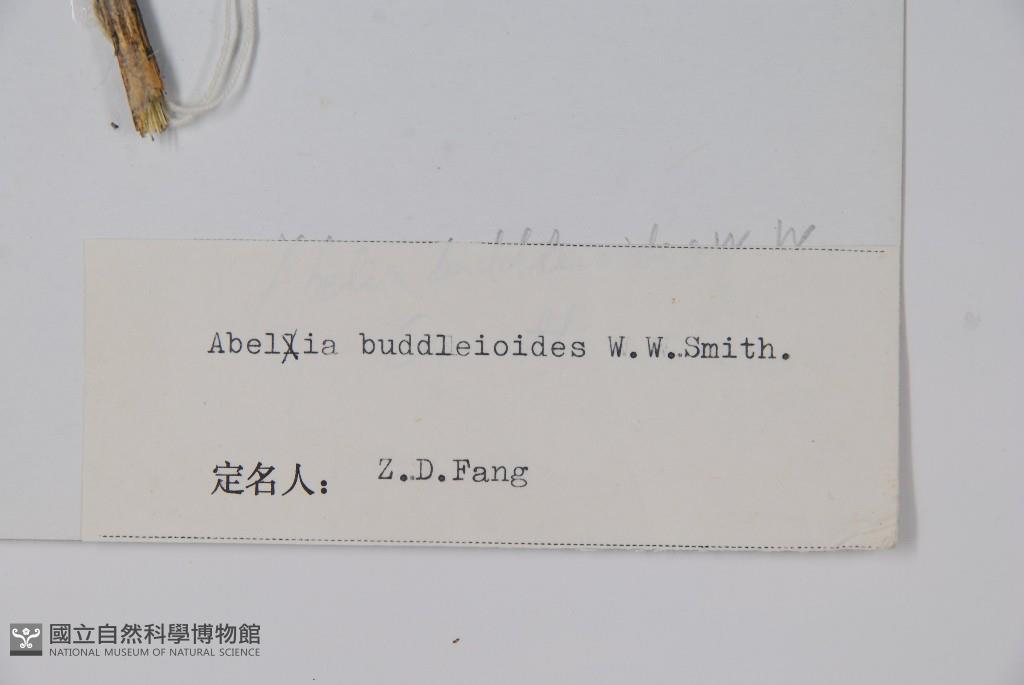 Abelia buddleioides W.W.Smith.
定名人： Z.D.Fang
國立自然科學博物館
NATIONAL MUSEUM OF NATURAL SCIENCE